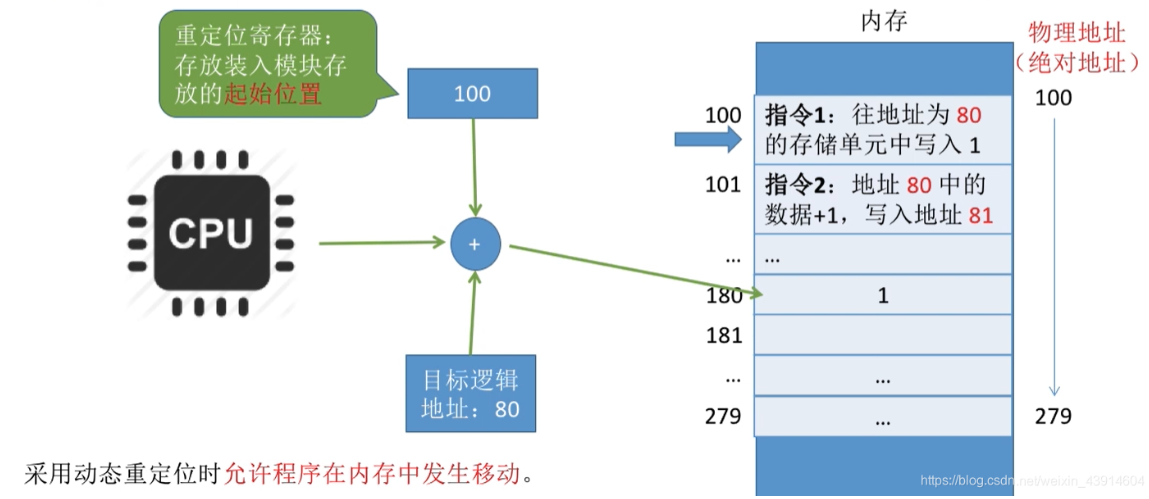 重定位寄存器：
存放装入模块存
放的起始位置
100
CPU
+
目标逻辑
地址：80
内存
物理地址
（绝对地址）
100
指令1：往地址为 80
的存储单元中写入 1
100
101
指令2：地址 80 中的
数据+1，写入地址 81
...
...
180
1
181
...
...
279
...
279
采用动态重定位时允许程序在内存中发生移动。
https://blog.csdn.net/weixin_43914604